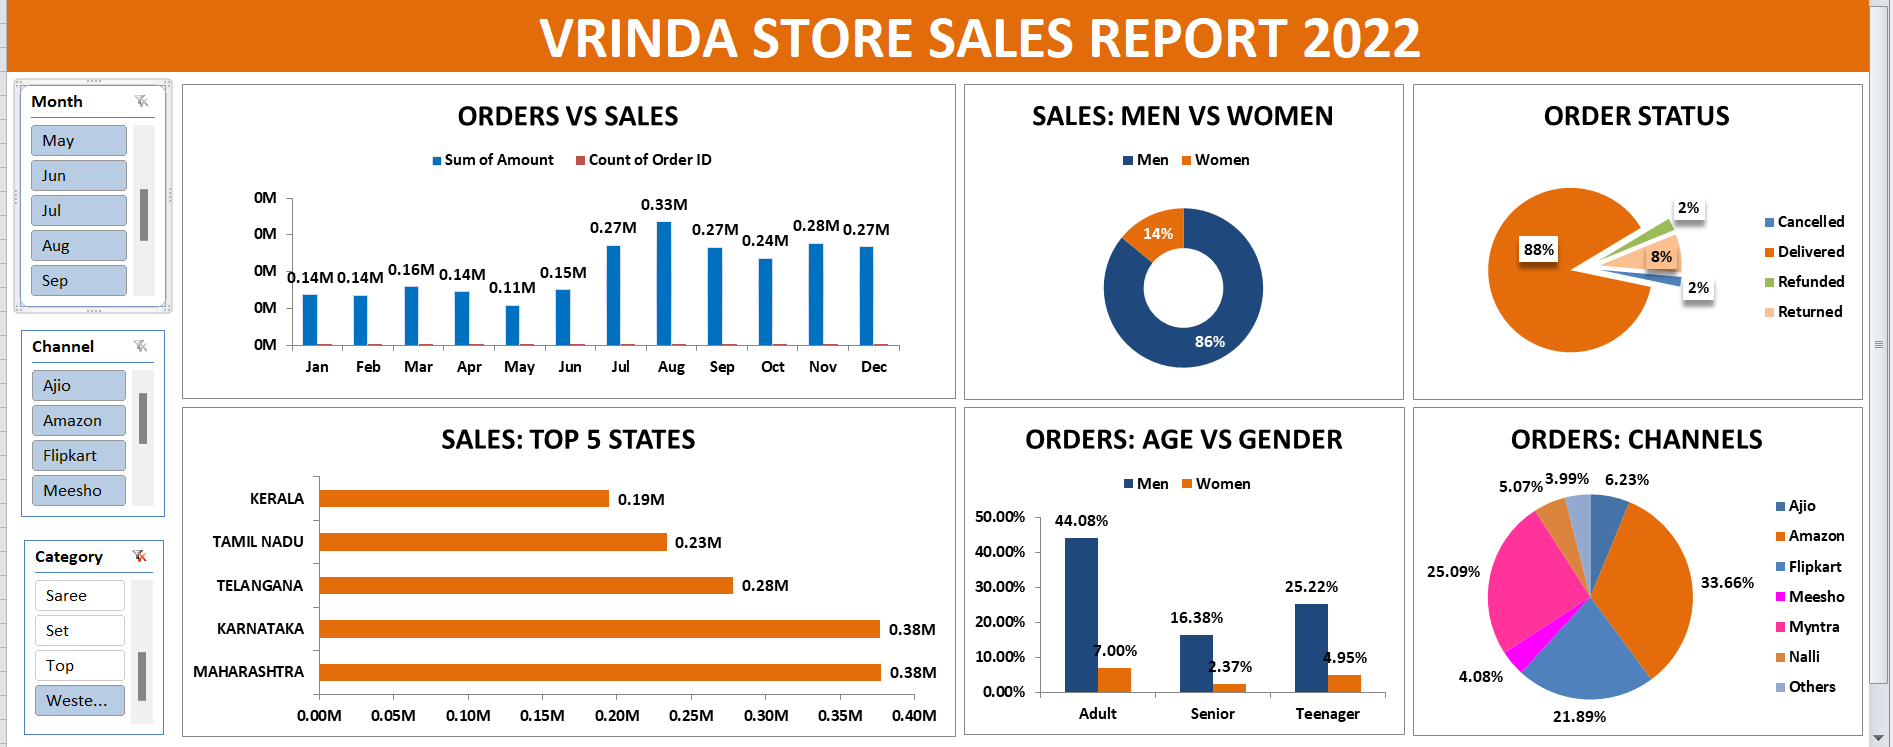 VRINDA STORE SALES REPORT 2022
Month
May
Jun
Jul
Aug
Sep
Channel
Ajio
Amazon
Flipkart
Meesho
Category
Saree
Set
Top
Weste...
ORDERS VS SALES
Sum of Amount Count of Order ID
0M
0M
0M
0M
0M
0.14M 0.14M 0.16M 0.14M 0.11M 0.15M 0.27M 0.33M 0.27M 0.24M 0.28M 0.27M
Jan Feb Mar Apr May Jun Jul Aug Sep Oct Nov Dec
SALES: MEN VS WOMEN
Men Women
14%
86%
ORDER STATUS
88%
2%
8%
2%
Cancelled
Delivered
Refunded
Returned
SALES: TOP 5 STATES
KERALA 0.19M
TAMIL NADU 0.23M
TELANGANA 0.28M
KARNATAKA 0.38M
MAHARASHTRA 0.38M
0.00M 0.05M 0.10M 0.15M 0.20M 0.25M 0.30M 0.35M 0.40M
ORDERS: AGE VS GENDER
Men Women
50.00%
40.00%
30.00%
20.00%
10.00%
0.00%
44.08% 7.00% 16.38% 2.37% 25.22% 4.95%
Adult Senior Teenager
ORDERS: CHANNELS
5.07% 3.99% 6.23%
25.09% 33.66%
4.08%
21.89%
Ajio
Amazon
Flipkart
Meesho
Myntra
Nalli
Others